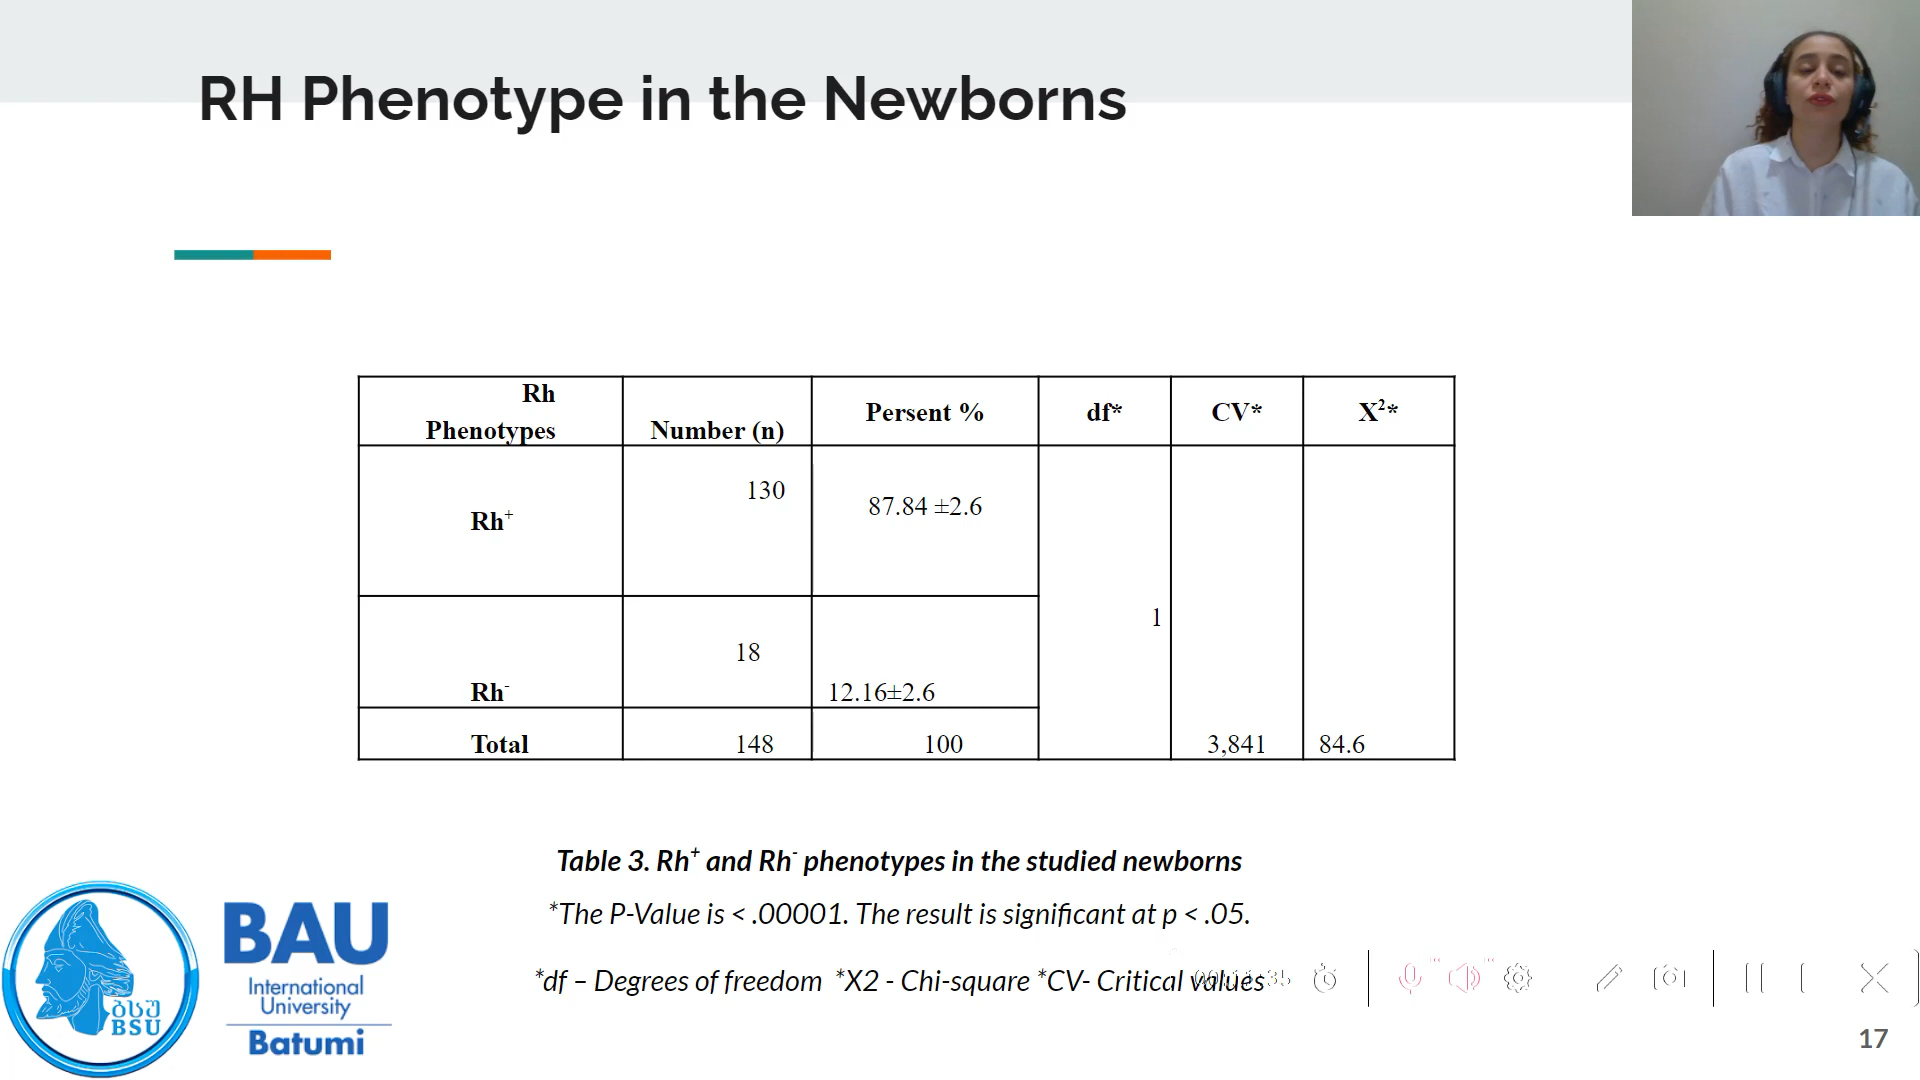 RH Phenotype in the Newborns
Rh
Phenotypes
Number (n)
Persent %
df*
CV*
X²*
Rh⁺
130
87.84 ±2.6
1
3,841
84.6
Rh⁻
18
12.16±2.6
Total
148
100
Table 3. Rh⁺ and Rh⁻ phenotypes in the studied newborns
*The P-Value is < .00001. The result is significant at p < .05.
*df – Degrees of freedom *X2 - Chi-square *CV- Critical values
ბსუ
BSU
BAU
International
University
Batumi
17